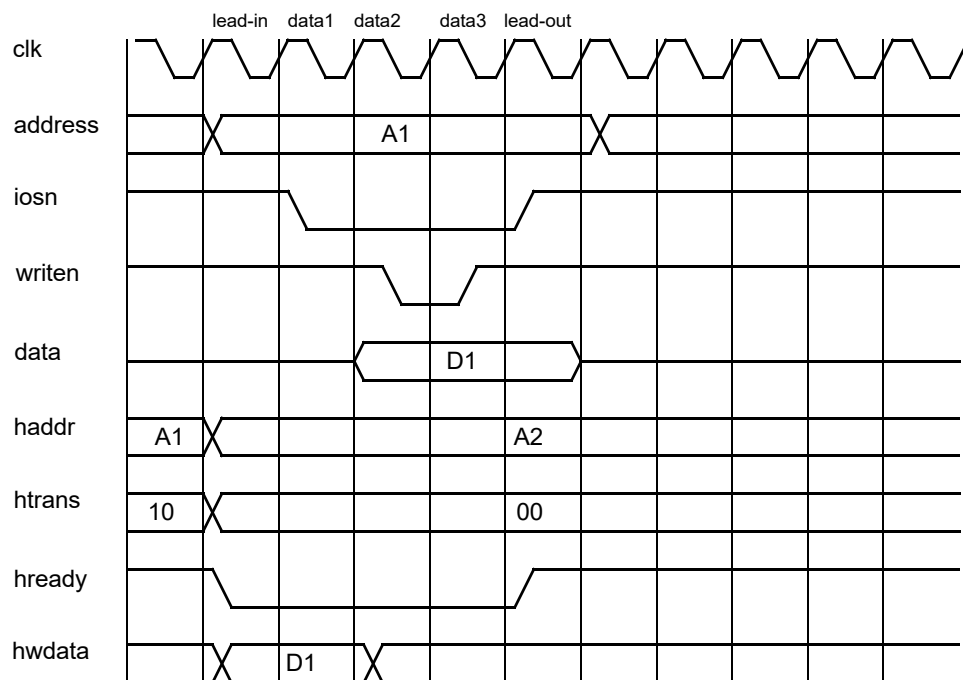 lead-in data1 data2 data3 lead-out
clk
address A1
iosn
writen
data D1
haddr A1 A2
htrans 10 00
hready
hwdata D1